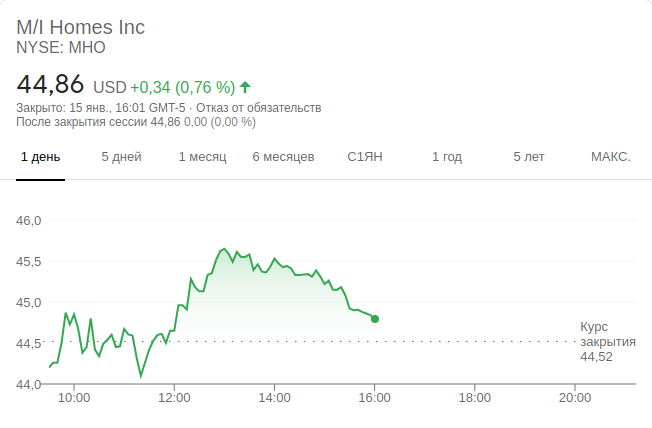 M/I Homes Inc
NYSE: MHO
44,86 USD +0,34 (0,76 %)
Закрыто: 15 янв., 16:01 GMT-5 · Отказ от обязательств
После закрытия сессии 44,86 0,00 (0,00 %)
1 день 5 дней 1 месяц 6 месяцев С1ЯН 1 год 5 лет МАКС.
46,0
45,5
45,0
44,5
44,0
Курс
закрытия
44,52
10:00 12:00 14:00 16:00 18:00 20:00